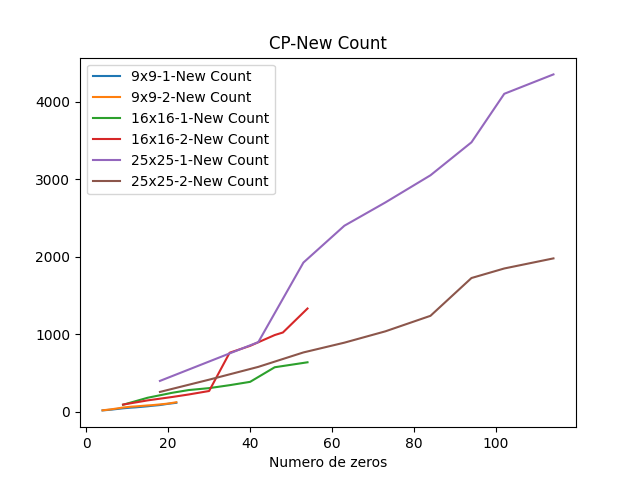 CP-New Count
9x9-1-New Count
9x9-2-New Count
16x16-1-New Count
16x16-2-New Count
25x25-1-New Count
25x25-2-New Count
4000
3000
2000
1000
0
0 20 40 60 80 100
Numero de zeros